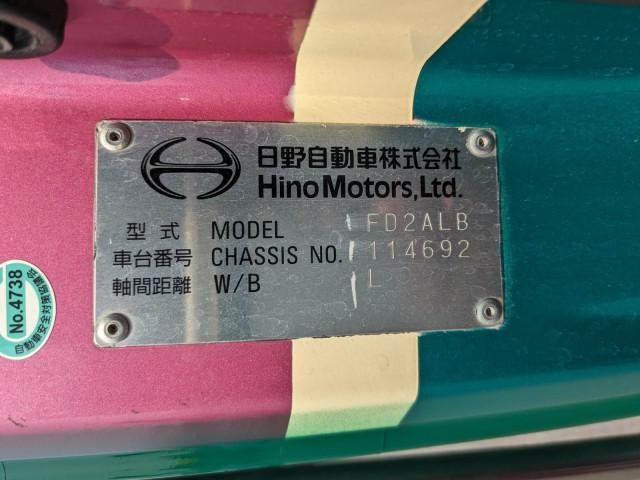 日野自動車株式会社
Hino Motors, Ltd.
型式 MODEL FD2ALB
車台番号 CHASSIS NO. 114692
軸間距離 W/B L
No.4738